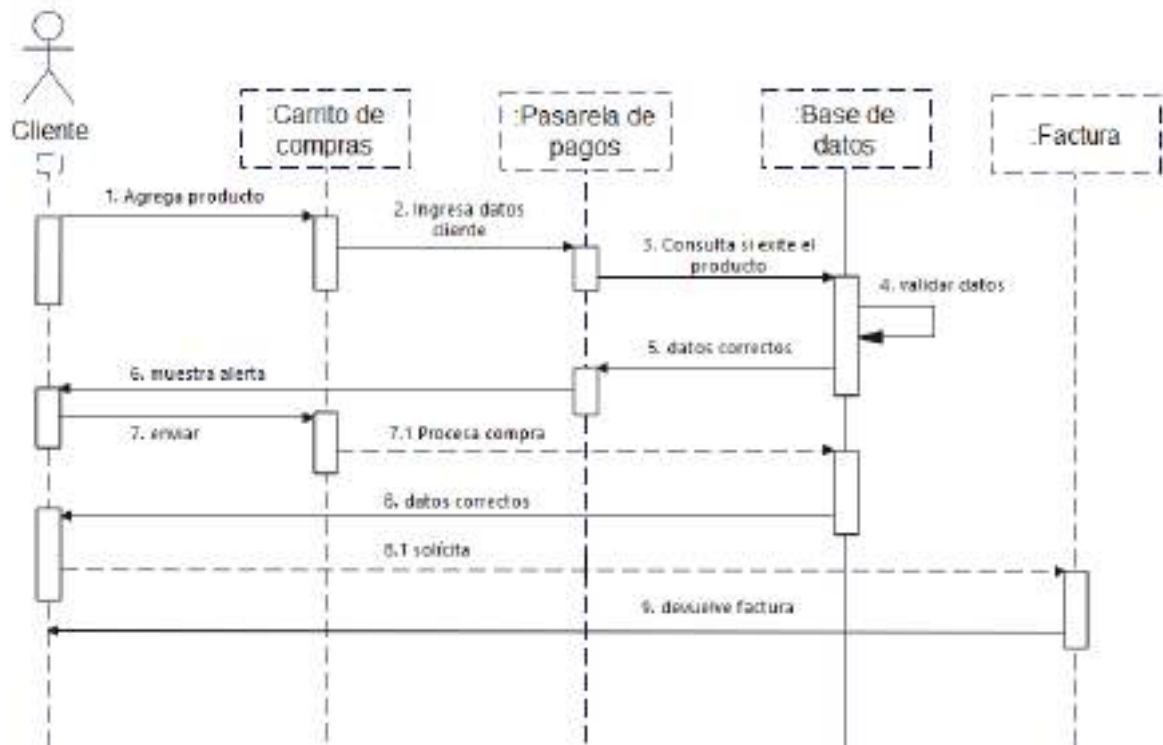 Cliente
:Carrito de
compras
:Pasarela de
pagos
:Base de
datos
:Factura
1. Agrega producto
2. Ingresa datos
cliente
3. Consulta si exite el
producto
4. validar datos
5. datos correctos
6. muestra alerta
7. enviar
7.1 Procesa compra
8. datos correctos
8.1 solícita
9. devuelve factura